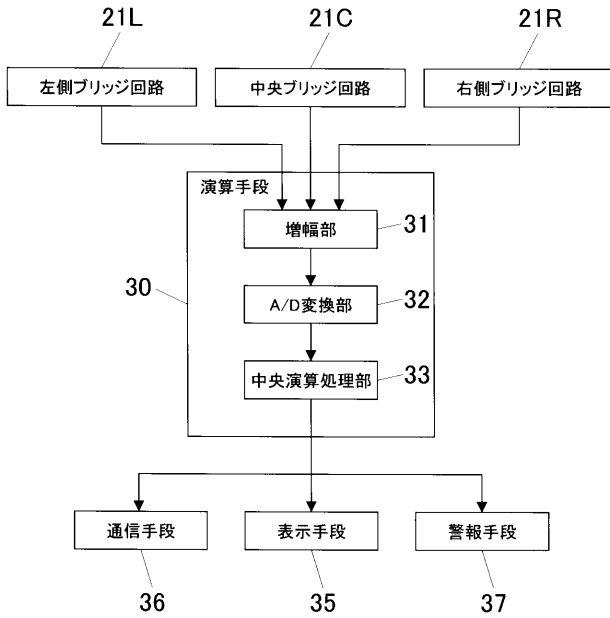 21L
21C
21R
左側ブリッジ回路
中央ブリッジ回路
右側ブリッジ回路
演算手段
増幅部
31
30
A/D変換部
32
中央演算処理部
33
通信手段
表示手段
警報手段
36
35
37